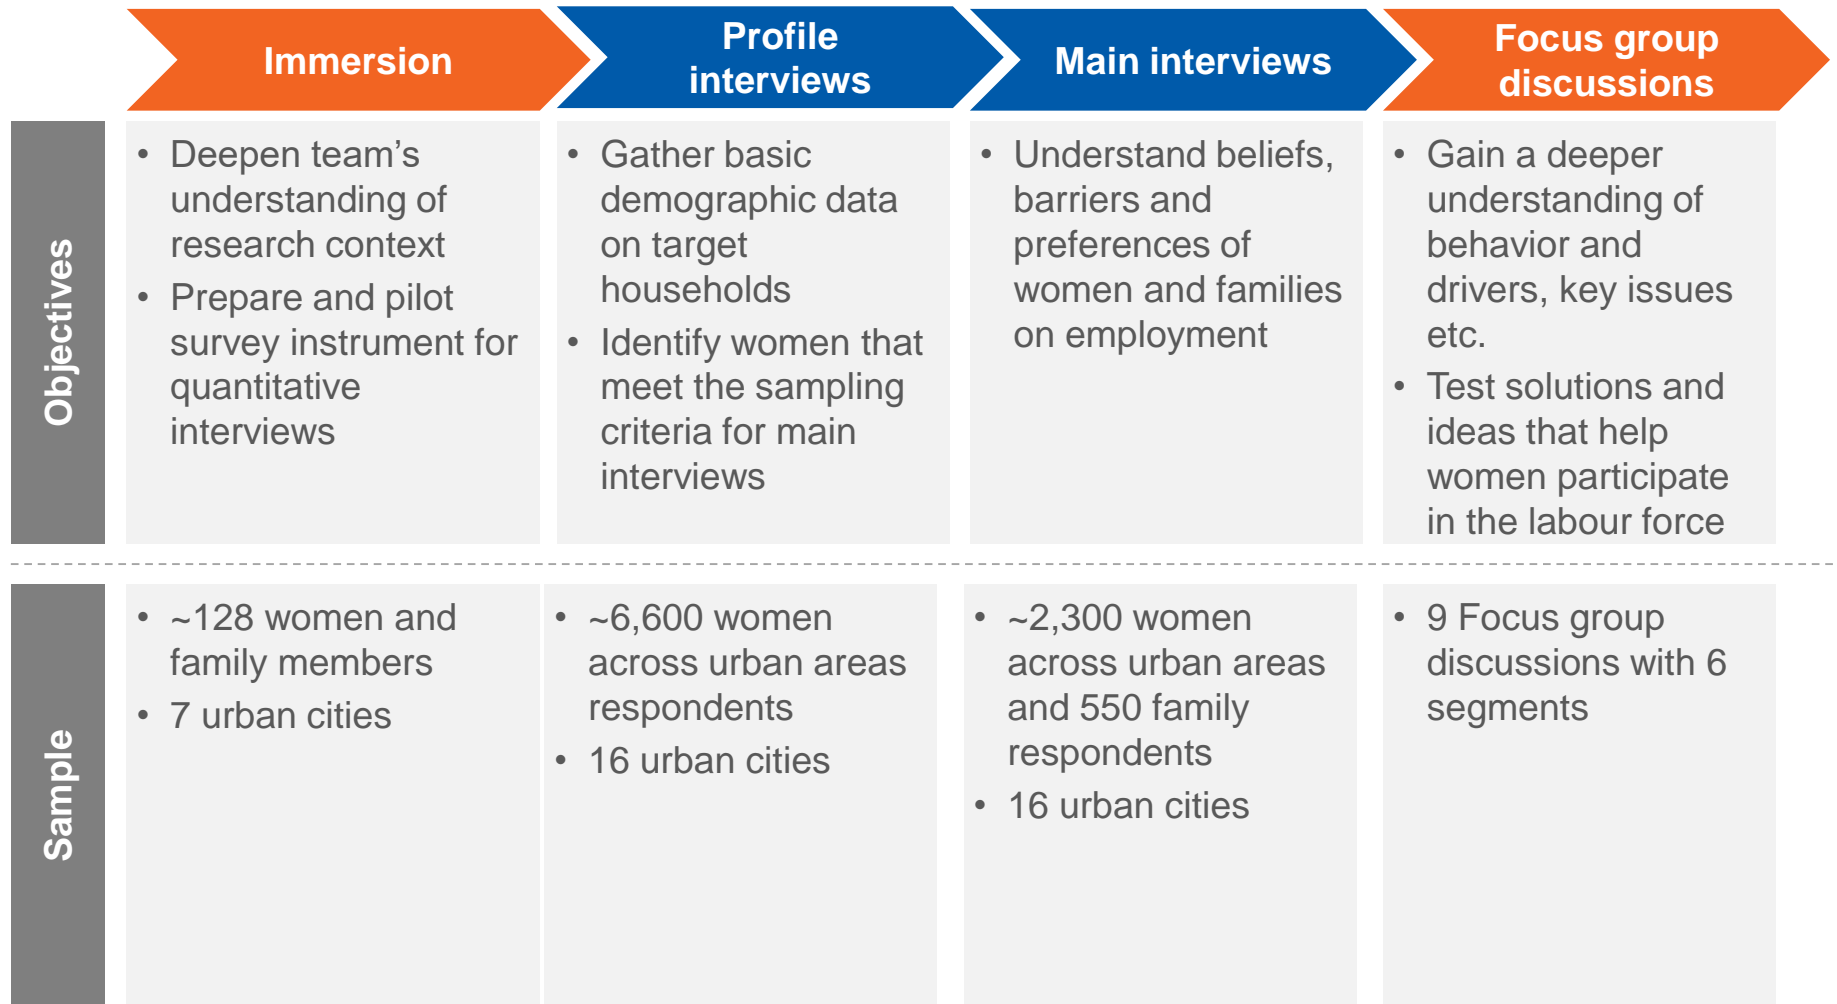 Immersion
Profile
interviews
Main interviews
Focus group
discussions
Objectives
• Deepen team’s
understanding of
research context
• Prepare and pilot
survey instrument for
quantitative
interviews
• Gather basic
demographic data
on target
households
• Identify women that
meet the sampling
criteria for main
interviews
• Understand beliefs,
barriers and
preferences of
women and families
on employment
• Gain a deeper
understanding of
behavior and
drivers, key issues
etc.
• Test solutions and
ideas that help
women participate
in the labour force
Sample
• ~128 women and
family members
• 7 urban cities
• ~6,600 women
across urban areas
respondents
• 16 urban cities
• ~2,300 women
across urban areas
and 550 family
respondents
• 16 urban cities
• 9 Focus group
discussions with 6
segments